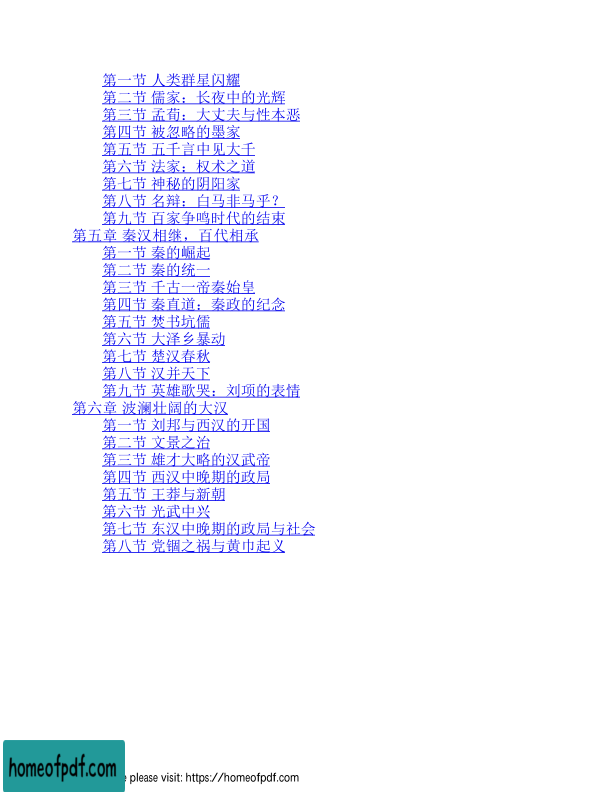 第一节 人类群星闪耀
第二节 儒家：长夜中的光辉
第三节 孟荀：大丈夫与性本恶
第四节 被忽略的墨家
第五节 五千言中见大千
第六节 法家：权术之道
第七节 神秘的阴阳家
第八节 名辩：白马非马乎？
第九节 百家争鸣时代的结束
第五章 秦汉相继，百代相承
第一节 秦的崛起
第二节 秦的统一
第三节 千古一帝秦始皇
第四节 秦直道：秦政的纪念
第五节 焚书坑儒
第六节 大泽乡暴动
第七节 楚汉春秋
第八节 汉并天下
第九节 英雄歌哭：刘项的表情
第六章 波澜壮阔的大汉
第一节 刘邦与西汉的开国
第二节 文景之治
第三节 雄才大略的汉武帝
第四节 西汉中晚期的政局
第五节 王莽与新朝
第六节 光武中兴
第七节 东汉中晚期的政局与社会
第八节 党锢之祸与黄巾起义
homeofpdf.com
please visit: https://homeofpdf.com